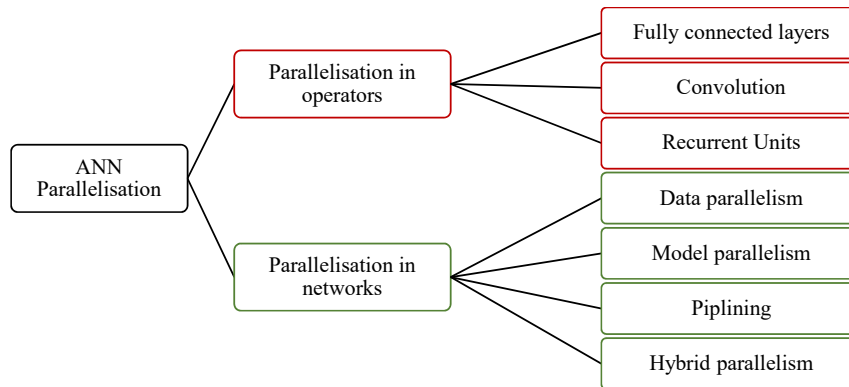 ANN
Parallelisation
Parallelisation in
operators
Fully connected layers
Convolution
Recurrent Units
Parallelisation in
networks
Data parallelism
Model parallelism
Piplining
Hybrid parallelism